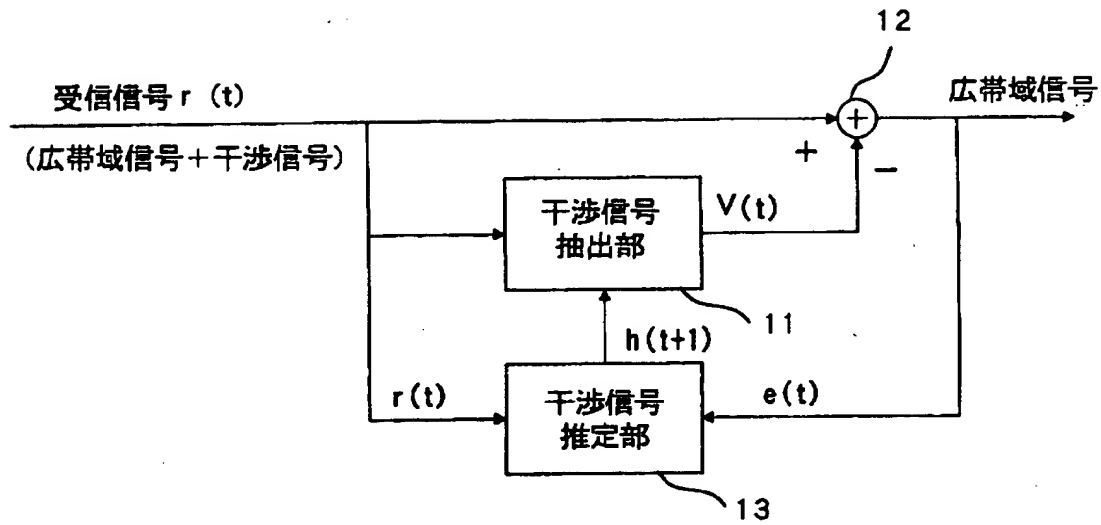 12
受信信号r (t)
広帯域信号
(広帯域信号+干渉信号)
+
+
−
干渉信号
抽出部
V(t)
11
h(t+1)
r(t)
干渉信号
推定部
e(t)
13